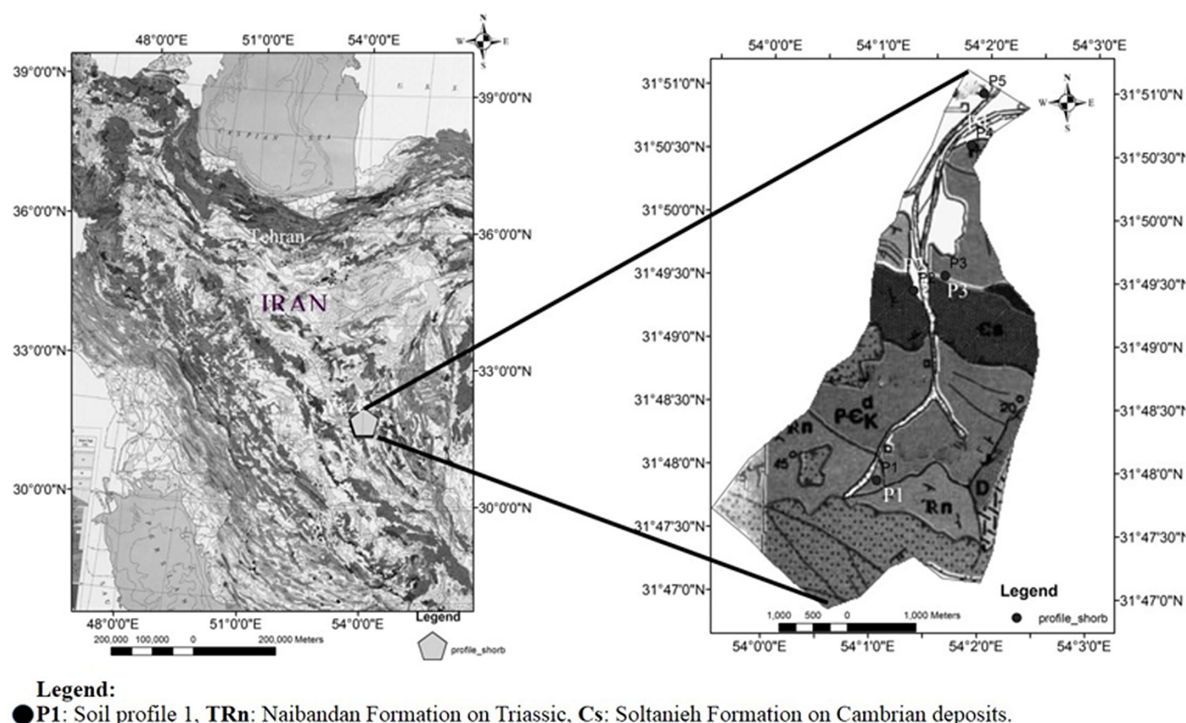 N
W E
S
48°0'0"E 51°0'0"E 54°0'0"E
39°0'0"N
39°0'0"N
CASPIAN SEA
36°0'0"N
36°0'0"N
Tehran
IRAN
33°0'0"N
33°0'0"N
30°0'0"N
30°0'0"N
48°0'0"E 51°0'0"E 54°0'0"E
200,000 100,000 0 200,000 Meters
Legend
profile_shorb
54°0'0"E 54°1'0"E 54°2'0"E 54°3'0"E
N
W E
S
31°51'0"N
31°51'0"N
P5
P4
31°50'30"N
31°50'30"N
31°50'0"N
31°50'0"N
31°49'30"N
31°49'30"N
P3
P3
31°49'0"N
31°49'0"N
Cs
31°48'30"N
31°48'30"N
P-Є d K
20
Rn
45
31°48'0"N
31°48'0"N
P1
P1
Rn
D
31°47'30"N
31°47'30"N
31°47'0"N
31°47'0"N
Legend
profile_shorb
1,000 500 0 1,000 Meters
54°0'0"E 54°1'0"E 54°2'0"E 54°3'0"E
Legend:
P1: Soil profile 1, TRn: Naibandan Formation on Triassic, Cs: Soltanieh Formation on Cambrian deposits.